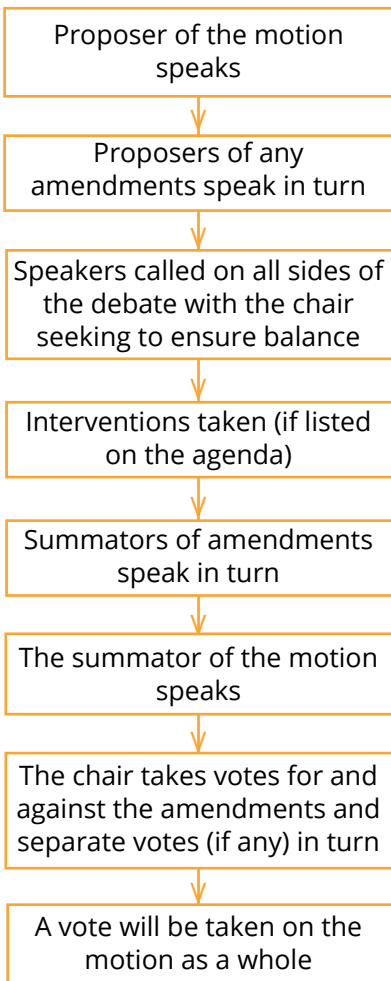 Proposer of the motion
speaks
Proposers of any
amendments speak in turn
Speakers called on all sides of
the debate with the chair
seeking to ensure balance
Interventions taken (if listed
on the agenda)
Summators of amendments
speak in turn
The summator of the motion
speaks
The chair takes votes for and
against the amendments and
separate votes (if any) in turn
A vote will be taken on the
motion as a whole